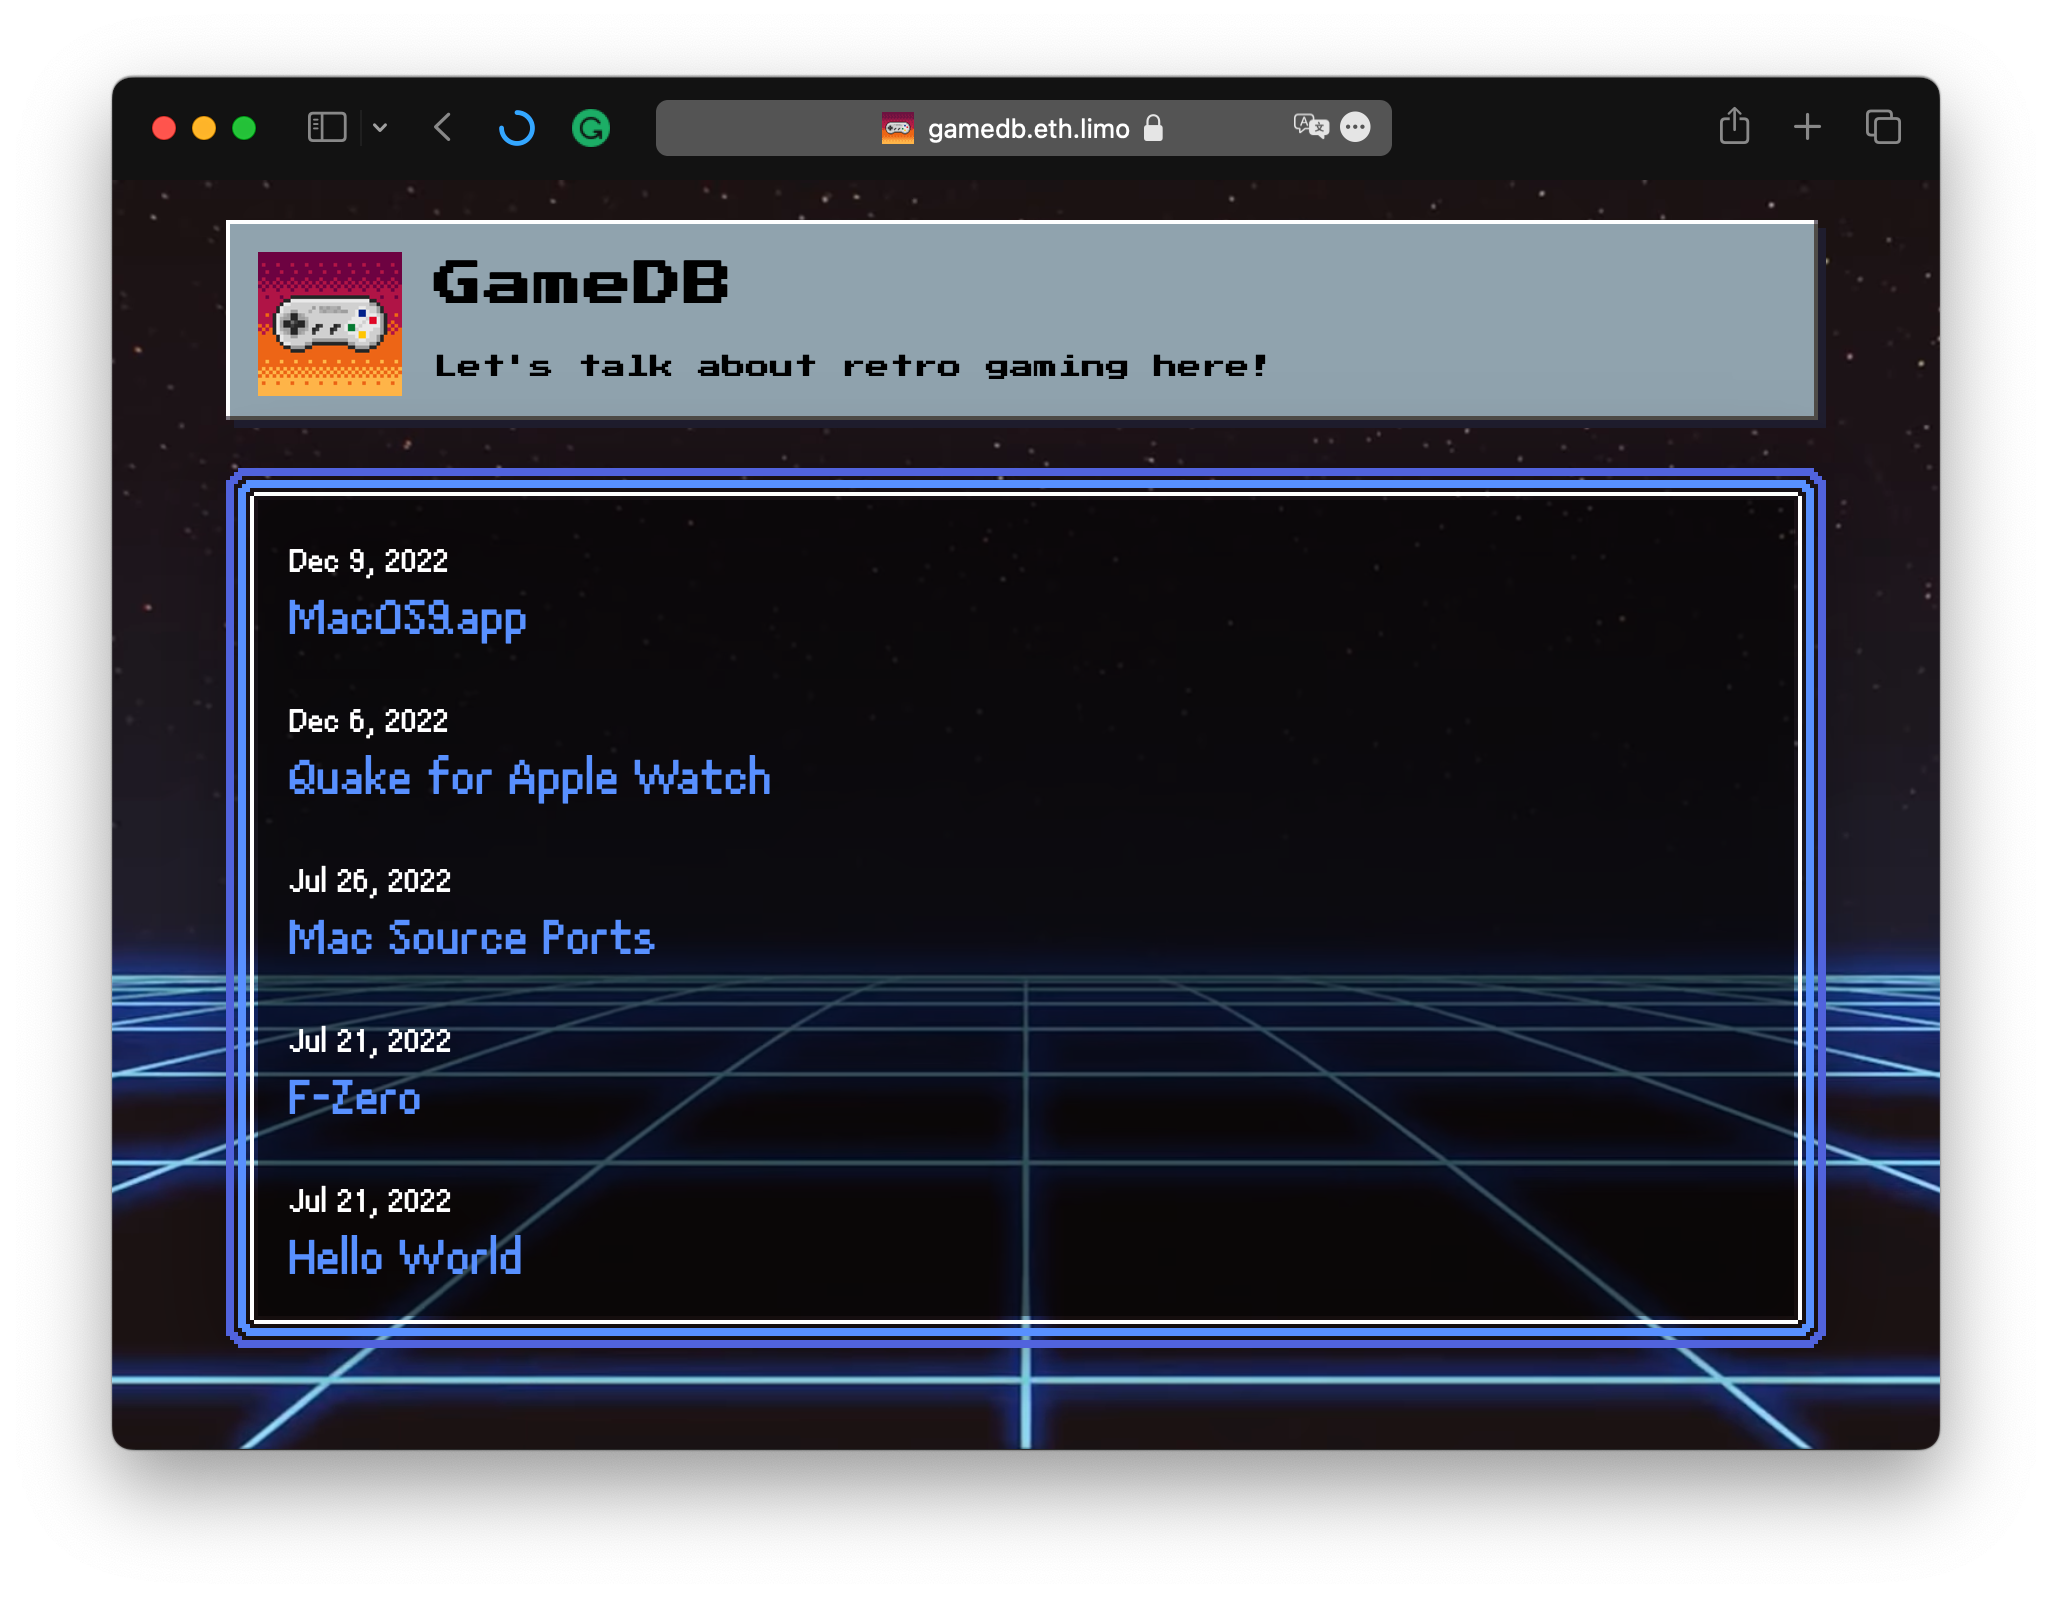 gamedb.eth.limo
GameDB
Let's talk about retro gaming here!
Dec 9, 2022
MacOS9.app
Dec 6, 2022
Quake for Apple Watch
Jul 26, 2022
Mac Source Ports
Jul 21, 2022
F-Zero
Jul 21, 2022
Hello World